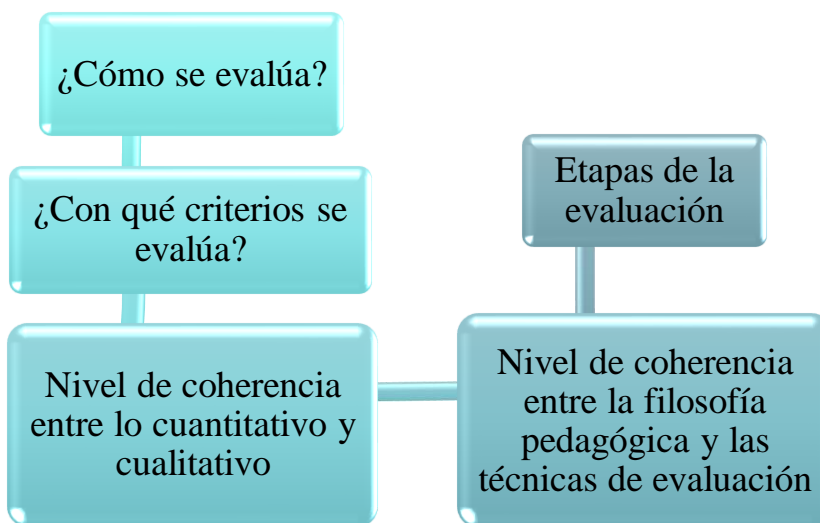 ¿Cómo se evalúa?
¿Con qué criterios se
evalúa?
Nivel de coherencia
entre lo cuantitativo y
cualitativo
Nivel de coherencia
entre la filosofía
pedagógica y las
técnicas de evaluación
Etapas de la
evaluación